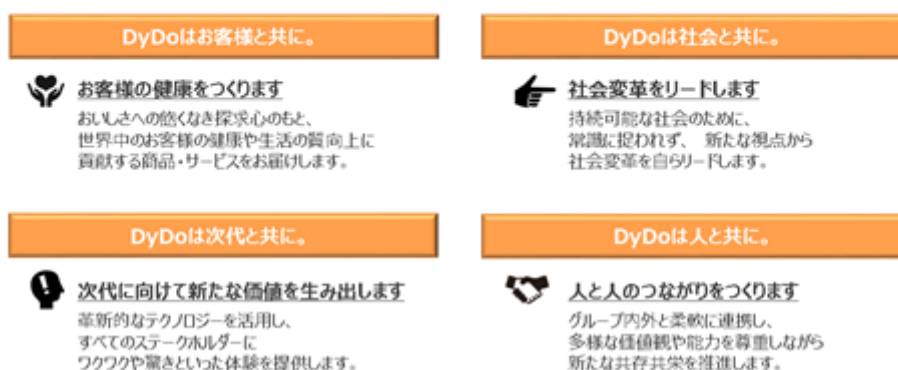 DyDoはお客様と共に。
お客様の健康をつくります
おいしさへの飽くなき探求心のもと、
世界中のお客様の健康や生活の質向上に
貢献する商品・サービスをお届けします。
DyDoは社会と共に。
社会変革をリードします
持続可能な社会のために、
常識に捉われず、 新たな視点から
社会変革を自らリードします。
DyDoは次代と共に。
次代に向けて新たな価値を生み出します
革新的なテクノロジーを活用し、
すべてのステークホルダーに
ワクワクや驚きといった体験を提供します。
DyDoは人と共に。
人と人のつながりをつくります
グループ内外と柔軟に連携し、
多様な価値観や能力を尊重しながら
新たな共存共栄を推進します。